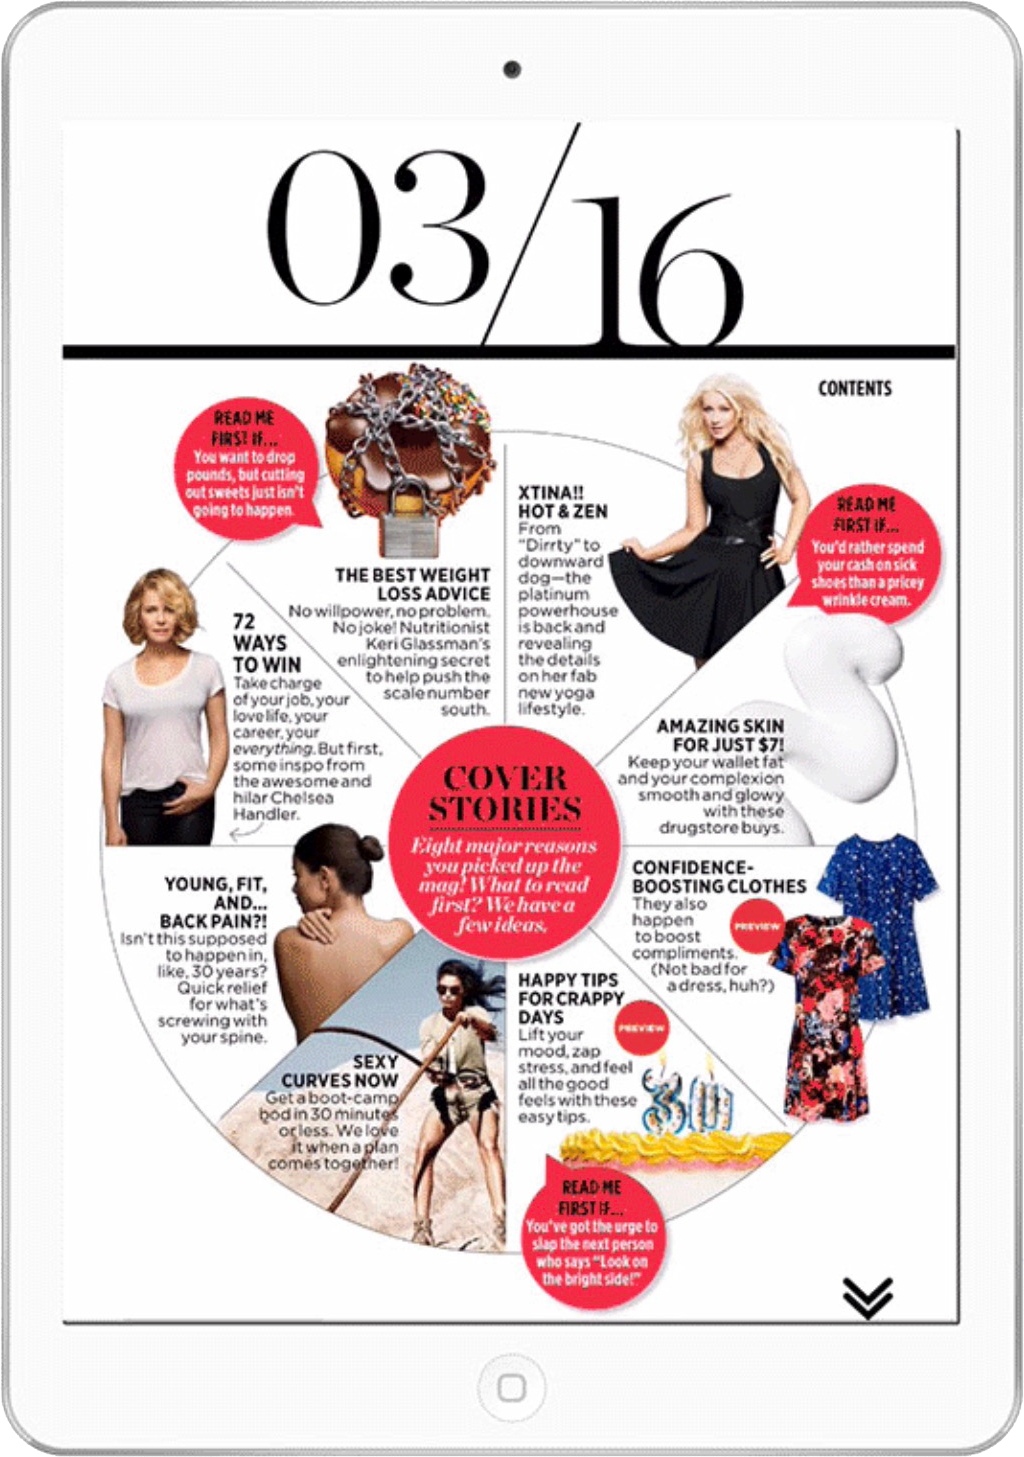 03/16
CONTENTS
READ ME
FIRST IF...
You want to drop
pounds, but cutting
out sweets just isn't
going to happen.
THE BEST WEIGHT
LOSS ADVICE
No willpower, no problem.
No joke! Nutritionist
Keri Glassman's
enlightening secret
to help push the
scale number
south.
XTINA!!
HOT & ZEN
From
"Dirrty" to
downward
dog—the
platinum
powerhouse
is back and
revealing
the details
on her fab
new yoga
lifestyle.
READ ME
FIRST IF...
You'd rather spend
your cash on sick
shoes than a pricey
wrinkle cream.
72
WAYS
TO WIN
Take charge
of your job, your
love life, your
career, your
everything. But first,
some inspo from
the awesome and
hilar Chelsea
Handler.
AMAZING SKIN
FOR JUST $7!
Keep your wallet fat
and your complexion
smooth and glowy
with these
drugstore buys.
COVER
STORIES
Eight major reasons
you picked up the
mag! What to read
first? We have a
few ideas.
YOUNG, FIT,
AND...
BACK PAIN?!
Isn't this supposed
to happen in,
like, 30 years?
Quick relief
for what's
screwing with
your spine.
CONFIDENCE-
BOOSTING CLOTHES
They also
happen
to boost
compliments.
(Not bad for
a dress, huh?)
PREVIEW
SEXY
CURVES NOW
Get a boot-camp
bod in 30 minutes
or less. We love
it when a plan
comes together!
HAPPY TIPS
FOR CRAPPY
DAYS
Lift your
mood, zap
stress, and feel
all the good
feels with these
easy tips.
PREVIEW
30
READ ME
FIRST IF...
You've got the urge to
slap the next person
who says "Look on
the bright side!"